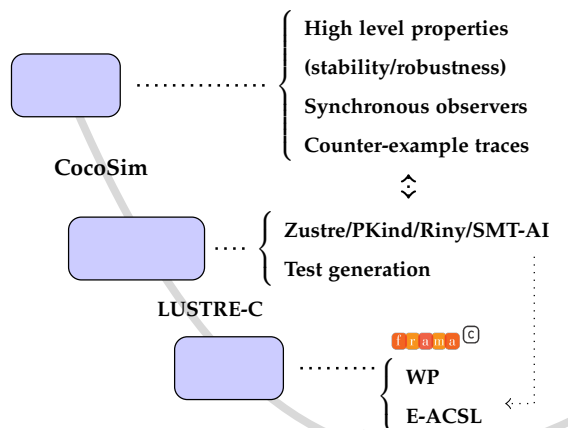 High level properties
(stability/robustness)
Synchronous observers
Counter-example traces
CocoSim
Zustre/PKind/Riny/SMT-AI
Test generation
LUSTRE-C
frama C
WP
E-ACSL